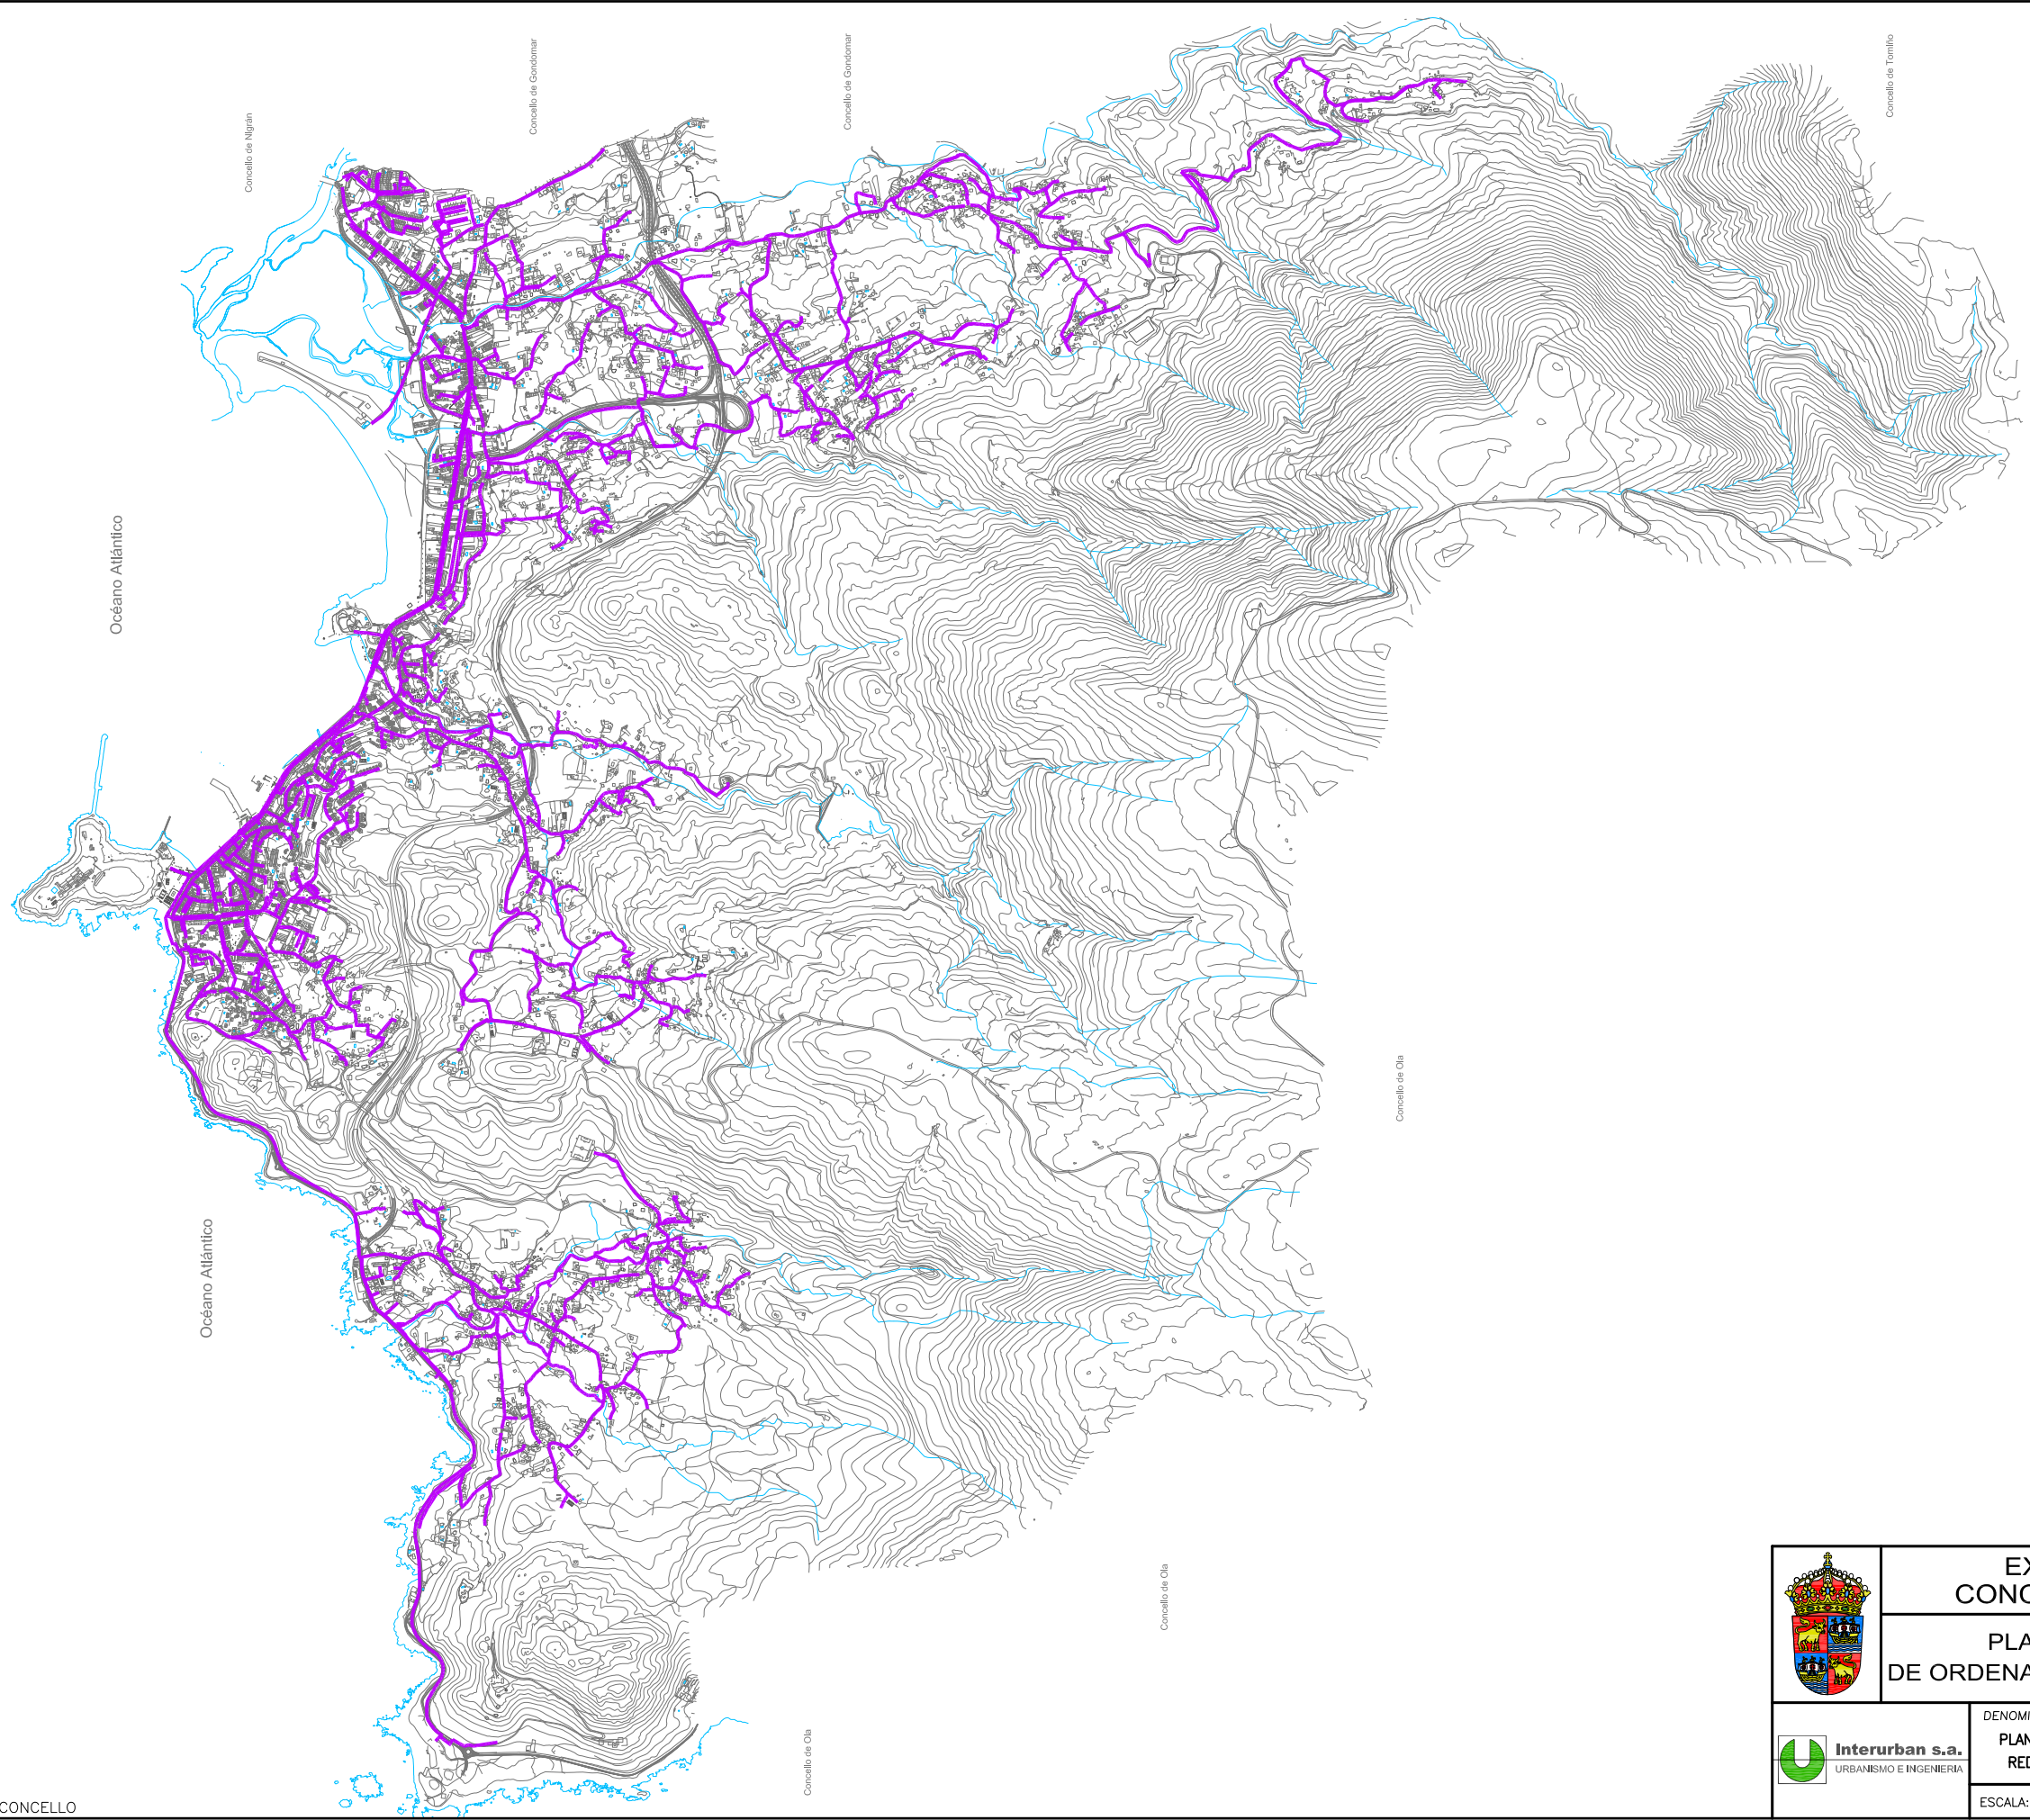 Concello de Nigrán
Concello de Gondomar
Concello de Gondomar
Concello de Tomiño
Océano Atlántico
Océano Atlántico
Concello de Oia
Concello de Oia
Concello de Oia
CONCELLO
EX
CONC
PLA
DE ORDENA
Interurban s.a.
URBANISMO E INGENIERIA
DENOMI
PLAN
RED
ESCALA: